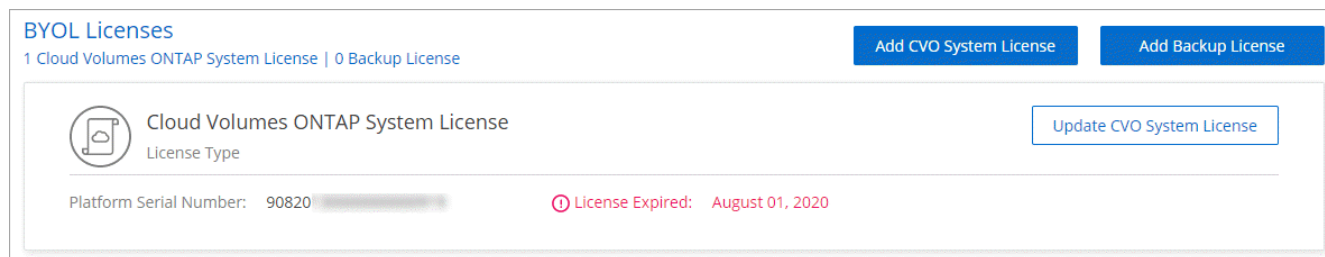 BYOL Licenses
1 Cloud Volumes ONTAP System License | 0 Backup License
Add CVO System License
Add Backup License
Cloud Volumes ONTAP System License
License Type
Update CVO System License
Platform Serial Number: 90820
License Expired: August 01, 2020